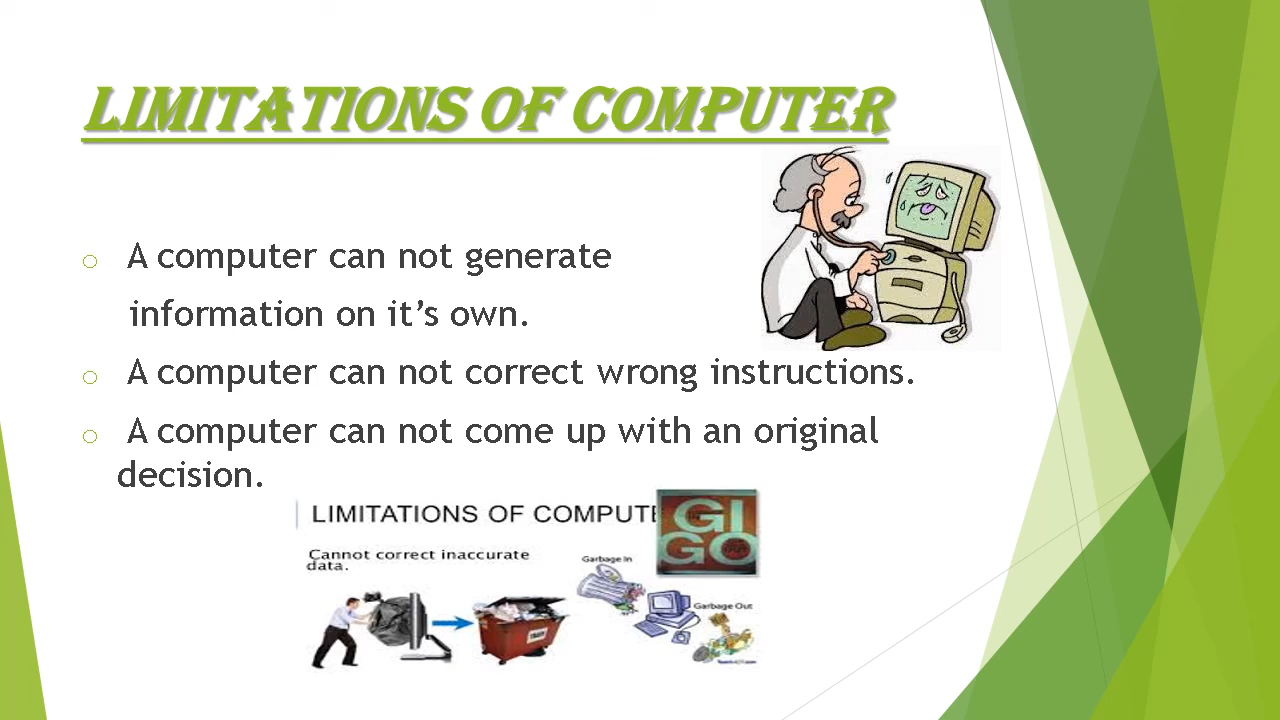 LIMITATIONS OF COMPUTER
o A computer can not generate
information on it’s own.
o A computer can not correct wrong instructions.
o A computer can not come up with an original
decision.
LIMITATIONS OF COMPUTE
GI
GO
Cannot correct inaccurate
data.
Garbage In
Garbage Out
TRASH